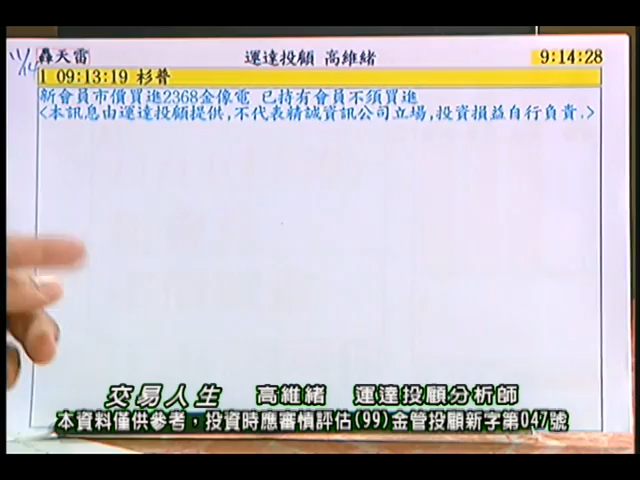 11/14
轟天雷 運達投顧 高維緒 9:14:28
1 09:13:19 杉普
新會員市價買進2368金像電 已持有會員不須買進
<本訊息由運達投顧提供,不代表精誠資訊公司立場,投資損益自行負責.>
交易人生 高維緒 運達投顧分析師
本資料僅供參考，投資時應審慎評估(99)金管投顧新字第047號